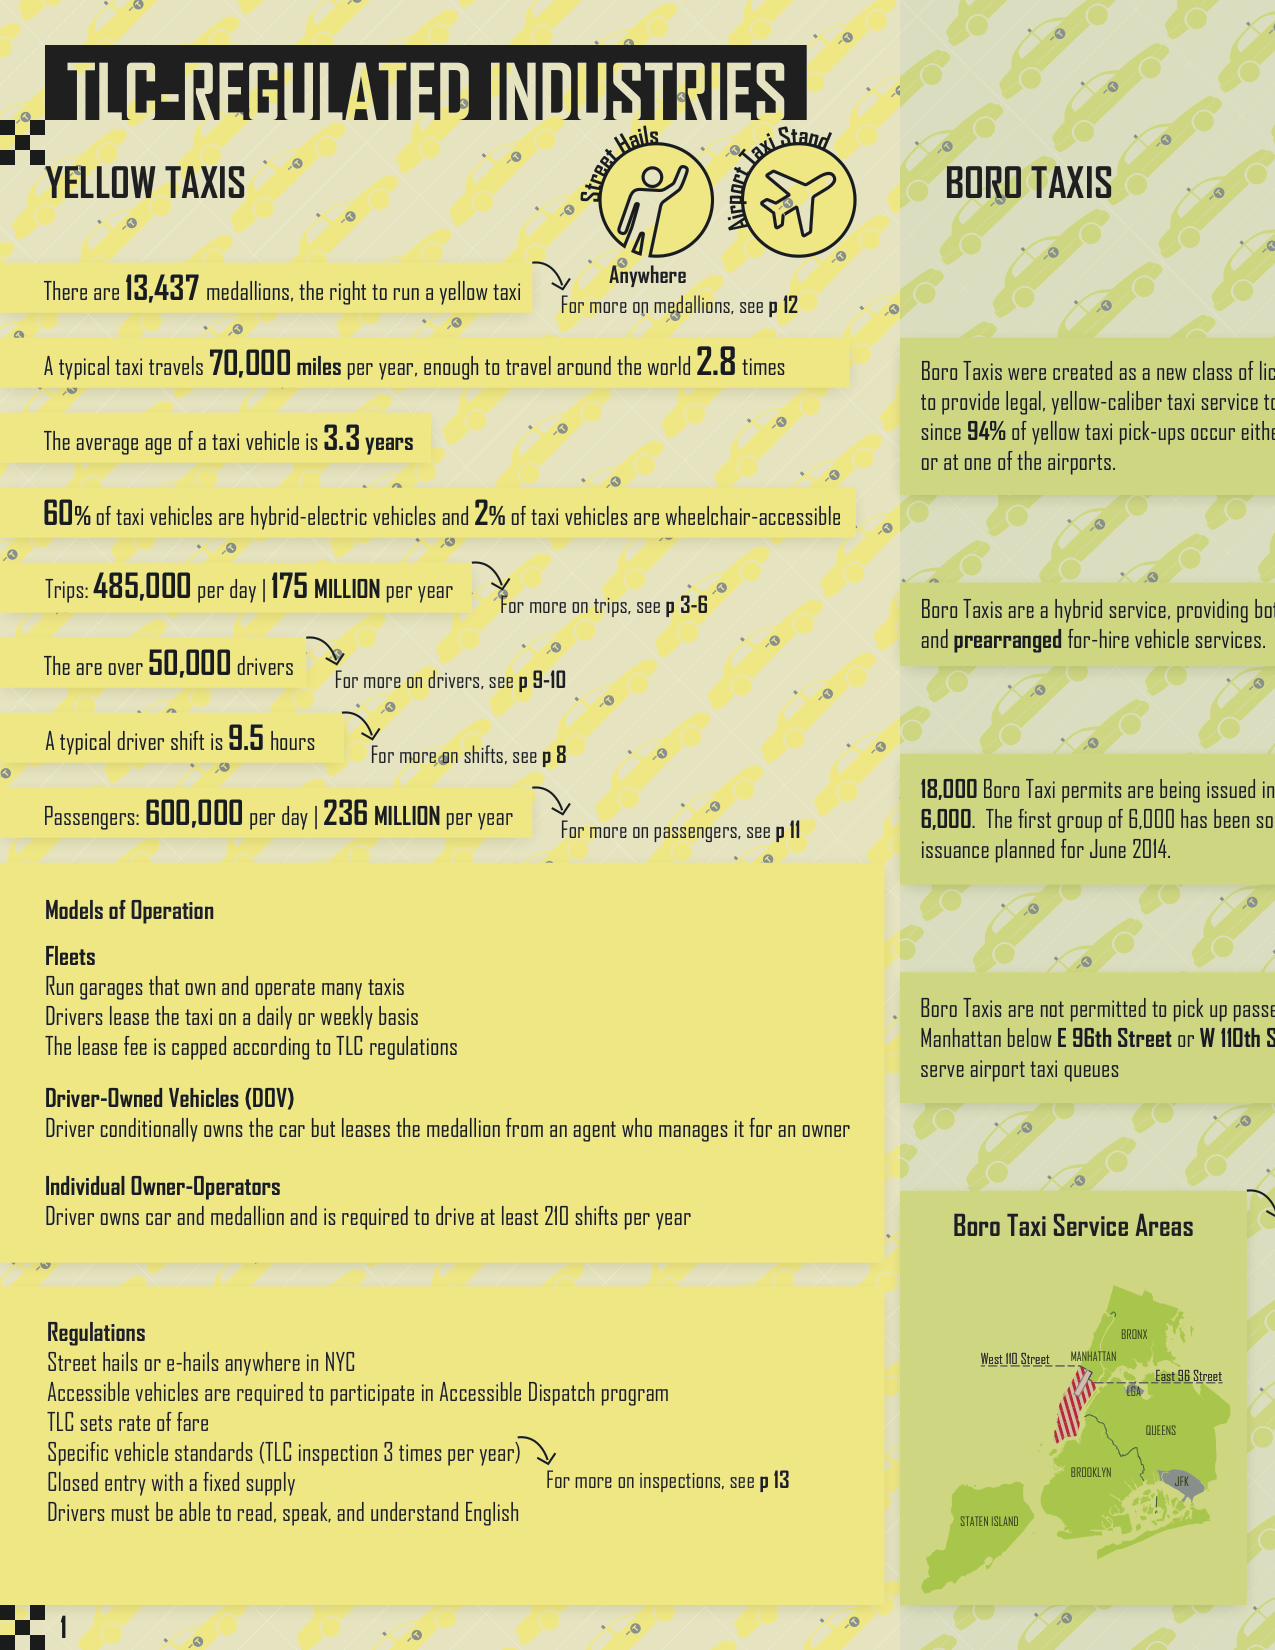 TLC-REGULATED INDUSTRIES
YELLOW TAXIS
Street Hails
Airport Taxi Stand
Anywhere
There are 13,437 medallions, the right to run a yellow taxi
For more on medallions, see p 12
A typical taxi travels 70,000 miles per year, enough to travel around the world 2.8 times
The average age of a taxi vehicle is 3.3 years
60% of taxi vehicles are hybrid-electric vehicles and 2% of taxi vehicles are wheelchair-accessible
Trips: 485,000 per day | 175 MILLION per year
For more on trips, see p 3-6
The are over 50,000 drivers
For more on drivers, see p 9-10
A typical driver shift is 9.5 hours
For more on shifts, see p 8
Passengers: 600,000 per day | 236 MILLION per year
For more on passengers, see p 11
Models of Operation
Fleets
Run garages that own and operate many taxis
Drivers lease the taxi on a daily or weekly basis
The lease fee is capped according to TLC regulations
Driver-Owned Vehicles (DOV)
Driver conditionally owns the car but leases the medallion from an agent who manages it for an owner
Individual Owner-Operators
Driver owns car and medallion and is required to drive at least 210 shifts per year
Regulations
Street hails or e-hails anywhere in NYC
Accessible vehicles are required to participate in Accessible Dispatch program
TLC sets rate of fare
Specific vehicle standards (TLC inspection 3 times per year)
For more on inspections, see p 13
Closed entry with a fixed supply
Drivers must be able to read, speak, and understand English
1
BORO TAXIS
Boro Taxis were created as a new class of lic
to provide legal, yellow-caliber taxi service to
since 94% of yellow taxi pick-ups occur eithe
or at one of the airports.
Boro Taxis are a hybrid service, providing bot
and prearranged for-hire vehicle services.
18,000 Boro Taxi permits are being issued in
6,000. The first group of 6,000 has been so
issuance planned for June 2014.
Boro Taxis are not permitted to pick up passe
Manhattan below E 96th Street or W 110th S
serve airport taxi queues
Boro Taxi Service Areas
BRONX
MANHATTAN
West 110 Street
East 96 Street
LGA
QUEENS
BROOKLYN
JFK
STATEN ISLAND